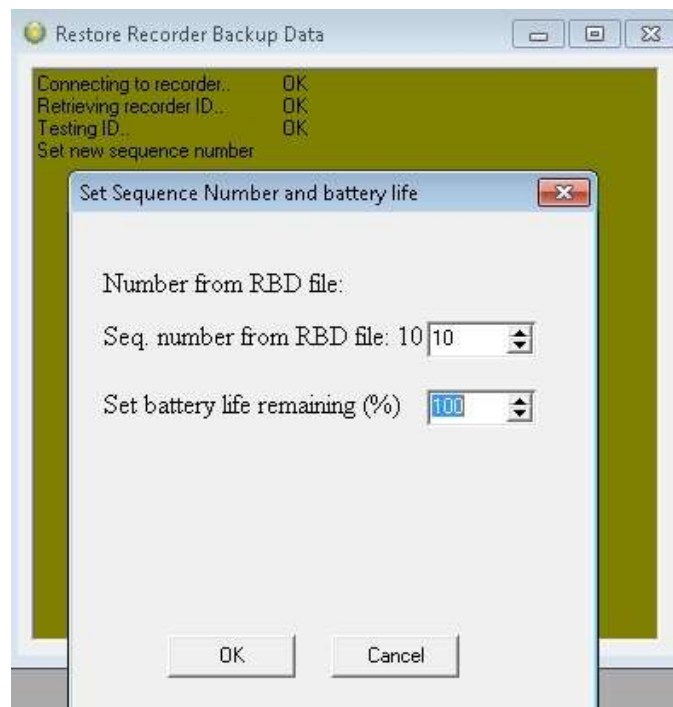 Restore Recorder Backup Data
Connecting to recorder.. OK
Retrieving recorder ID.. OK
Testing ID.. OK
Set new sequence number
Set Sequence Number and battery life
Number from RBD file:
Seq. number from RBD file: 10 10
Set battery life remaining (%) 100
OK Cancel